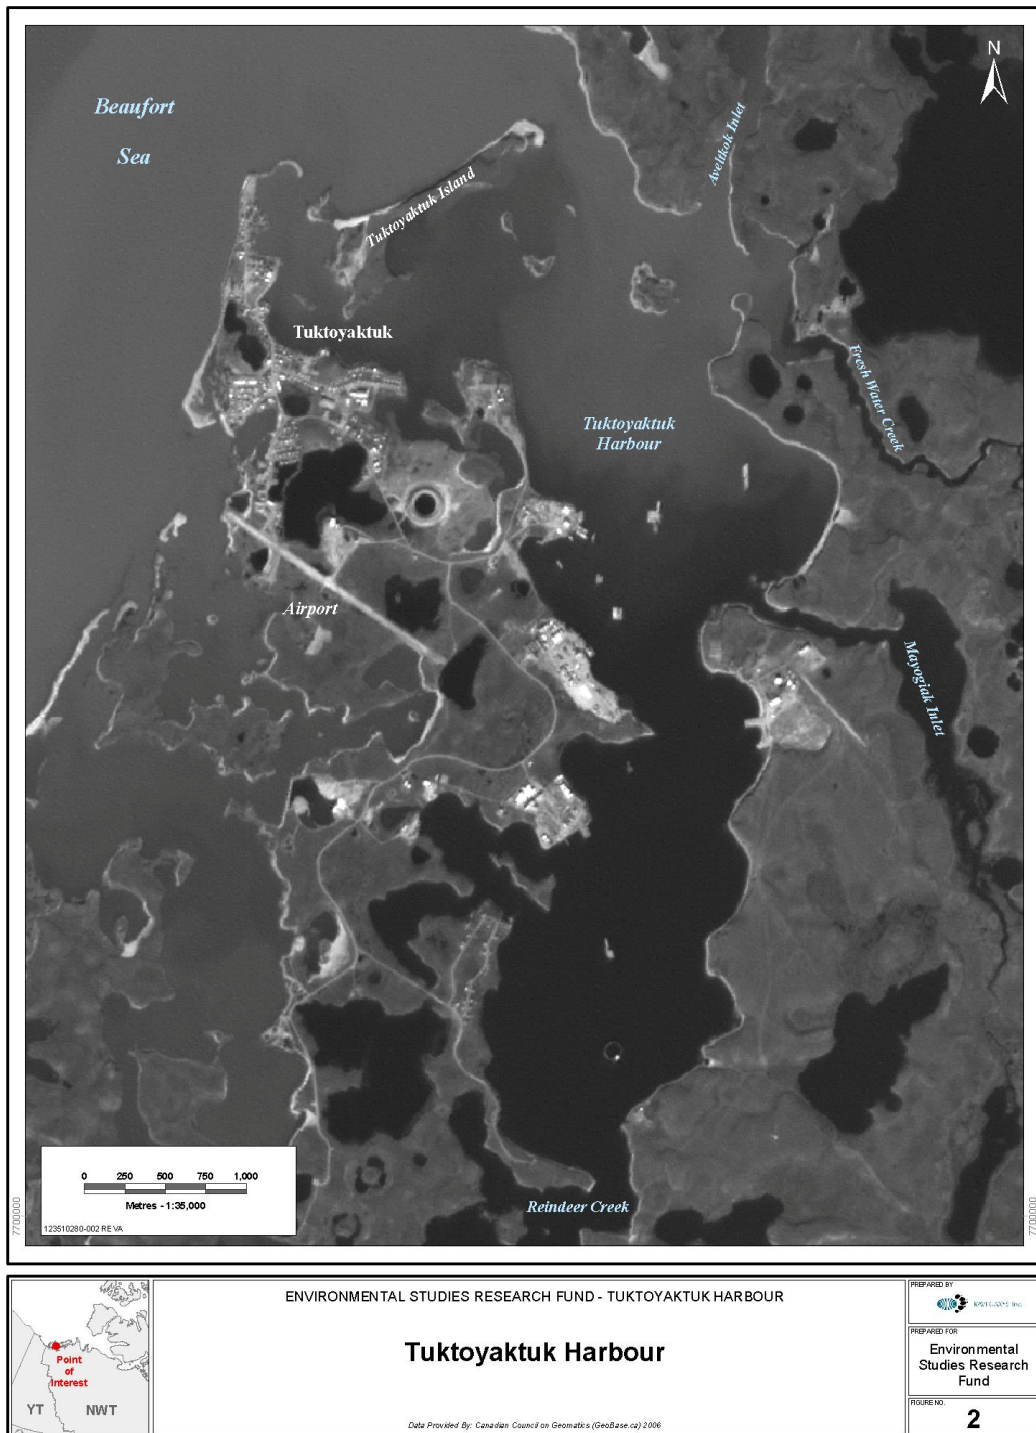 N
Beaufort
Sea
Aveltkok Inlet
Tuktoyaktuk Island
Tuktoyaktuk
Fresh Water Creek
Tuktoyaktuk
Harbour
Airport
Mayogiak Inlet
Reindeer Creek
0 250 500 750 1,000
Metres - 1:35,000
123510280-002 REVA
7700000
7700000
ENVIRONMENTAL STUDIES RESEARCH FUND - TUKTOYAKTUK HARBOUR
Tuktoyaktuk Harbour
Data Provided By: Canadian Council on Geomatics (GeoBase.ca) 2006
Point
of
Interest
YT NWT
PREPARED BY
PREPARED FOR
Environmental
Studies Research
Fund
FIGURE NO.
2